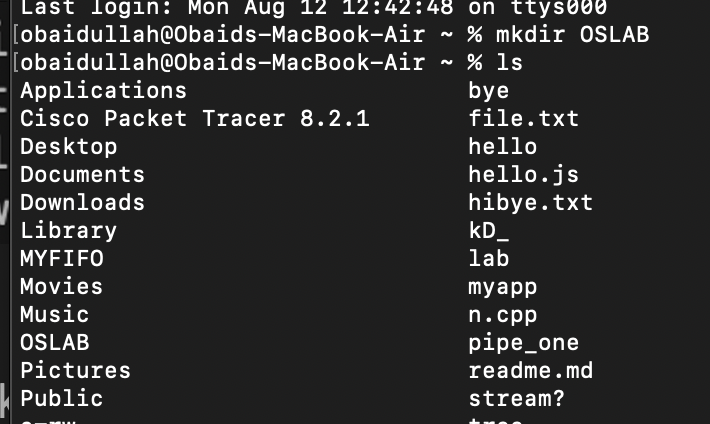 Last login: Mon Aug 12 12:42:48 on ttys000
[obaidullah@Obaids-MacBook-Air ~ % mkdir OSLAB
[obaidullah@Obaids-MacBook-Air ~ % ls
Applications bye
Cisco Packet Tracer 8.2.1 file.txt
Desktop hello
Documents hello.js
Downloads hibye.txt
Library kD_
MYFIFO lab
Movies myapp
Music n.cpp
OSLAB pipe_one
Pictures readme.md
Public stream?